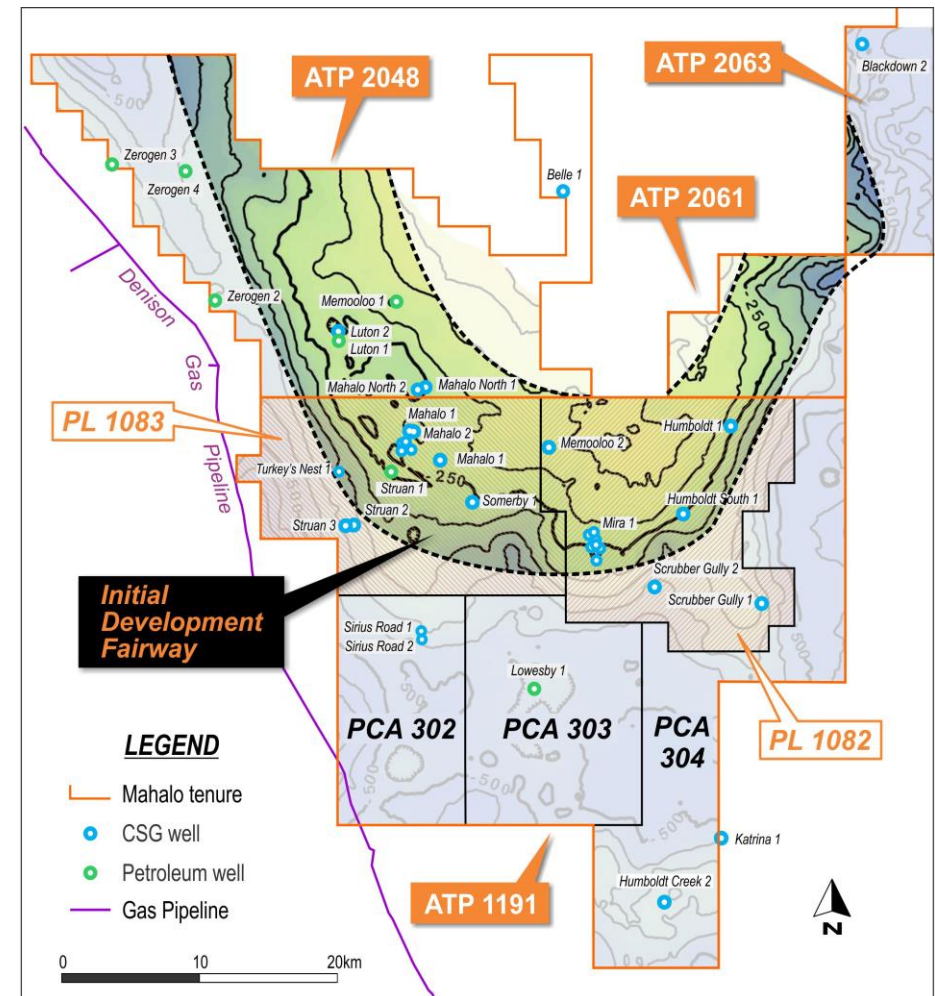 ATP 2048
ATP 2063
Blackdown 2
-500
-500
Zerogen 3
Zerogen 4
Belle 1
ATP 2061
Denison
Gas
Pipeline
Zerogen 2
Memooloo 1
Luton 2
Luton 1
-250
Mahalo North 2
Mahalo North 1
PL 1083
Mahalo 1
Mahalo 2
Mahalo 1
Memooloo 2
Humboldt 1
Turkey's Nest 1
Struan 1
-250
Somerby 1
Humboldt South 1
Struan 2
Struan 3
Mira 1
Initial
Development
Fairway
Scrubber Gully 2
Scrubber Gully 1
Sirius Road 1
Sirius Road 2
Lowesby 1
-500
PCA 302
PCA 303
PCA
304
PL 1082
-500
-500
LEGEND
Mahalo tenure
CSG well
Petroleum well
Gas Pipeline
Katrina 1
ATP 1191
Humboldt Creek 2
N
0 10 20km